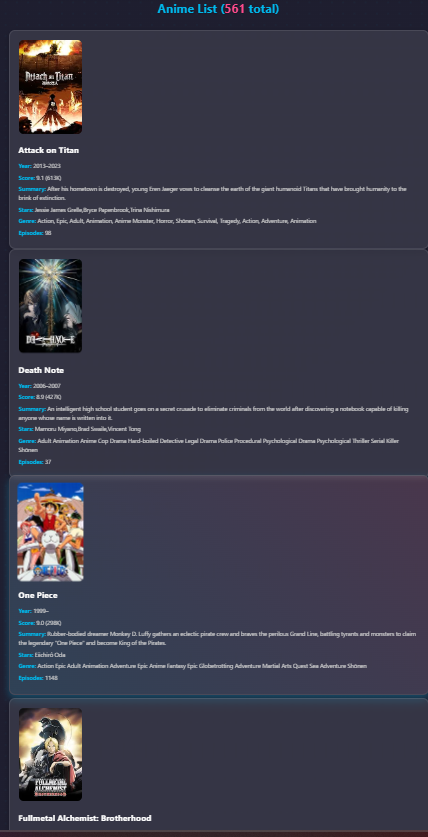 Anime List (561 total)
Attack on Titan
Attack on Titan
Year: 2013–2023
Score: 9.1 (613K)
Summary: After his hometown is destroyed, young Eren Jaeger vows to cleanse the earth of the giant humanoid Titans that have brought humanity to the
brink of extinction.
Stars: Jessie James Grelle,Bryce Papenbrook,Trina Nishimura
Genre: Action, Epic, Adult, Animation, Anime Monster, Horror, Shōnen, Survival, Tragedy, Action, Adventure, Animation
Episodes: 98
DEATH NOTE
Death Note
Year: 2006–2007
Score: 8.9 (427K)
Summary: An intelligent high school student goes on a secret crusade to eliminate criminals from the world after discovering a notebook capable of killing
anyone whose name is written into it.
Stars: Mamoru Miyano,Brad Swaile,Vincent Tong
Genre: Adult Animation Anime Cop Drama Hard-boiled Detective Legal Drama Police Procedural Psychological Drama Psychological Thriller Serial Killer
Shōnen
Episodes: 37
One Piece
Year: 1999–
Score: 9.0 (298K)
Summary: Rubber-bodied dreamer Monkey D. Luffy gathers an eclectic pirate crew and braves the perilous Grand Line, battling tyrants and monsters to claim
the legendary "One Piece" and become King of the Pirates.
Stars: Eiichirô Oda
Genre: Action Epic Adult Animation Adventure Epic Anime Fantasy Epic Globetrotting Adventure Martial Arts Quest Sea Adventure Shōnen
Episodes: 1148
FULLMETAL
ALCHEMIST
BROTHERHOOD
Fullmetal Alchemist: Brotherhood